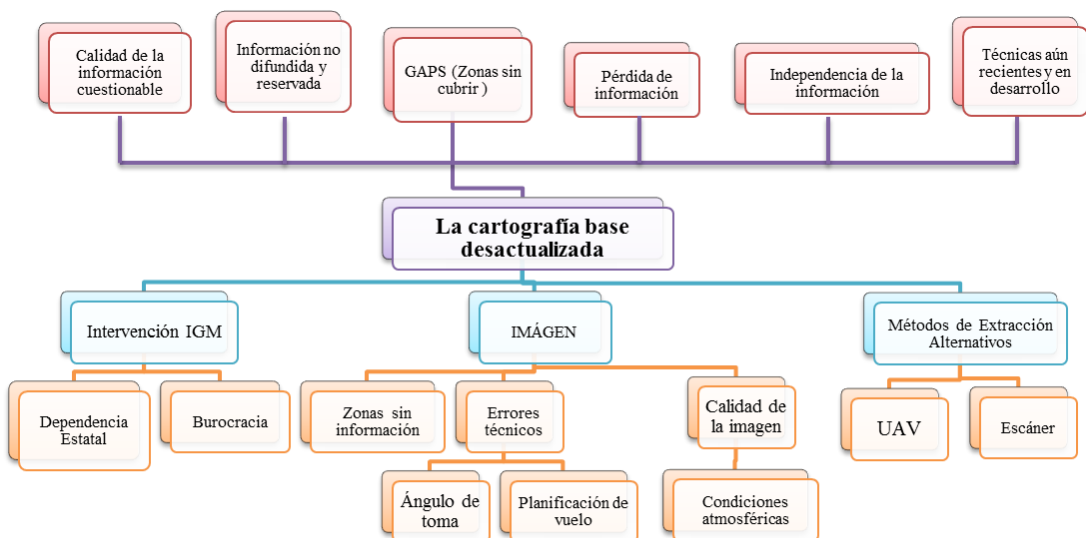 Calidad de la
información
cuestionable
Información no
difundida y
reservada
GAPS (Zonas sin
cubrir )
Pérdida de
información
Independencia de la
información
Técnicas aún
recientes y en
desarrollo
La cartografía base
desactualizada
Intervención IGM
IMÁGEN
Métodos de Extracción
Alternativos
Dependencia
Estatal
Burocracia
Zonas sin
información
Errores
técnicos
Calidad de
la imagen
UAV
Escáner
Ángulo de
toma
Planificación de
vuelo
Condiciones
atmosféricas